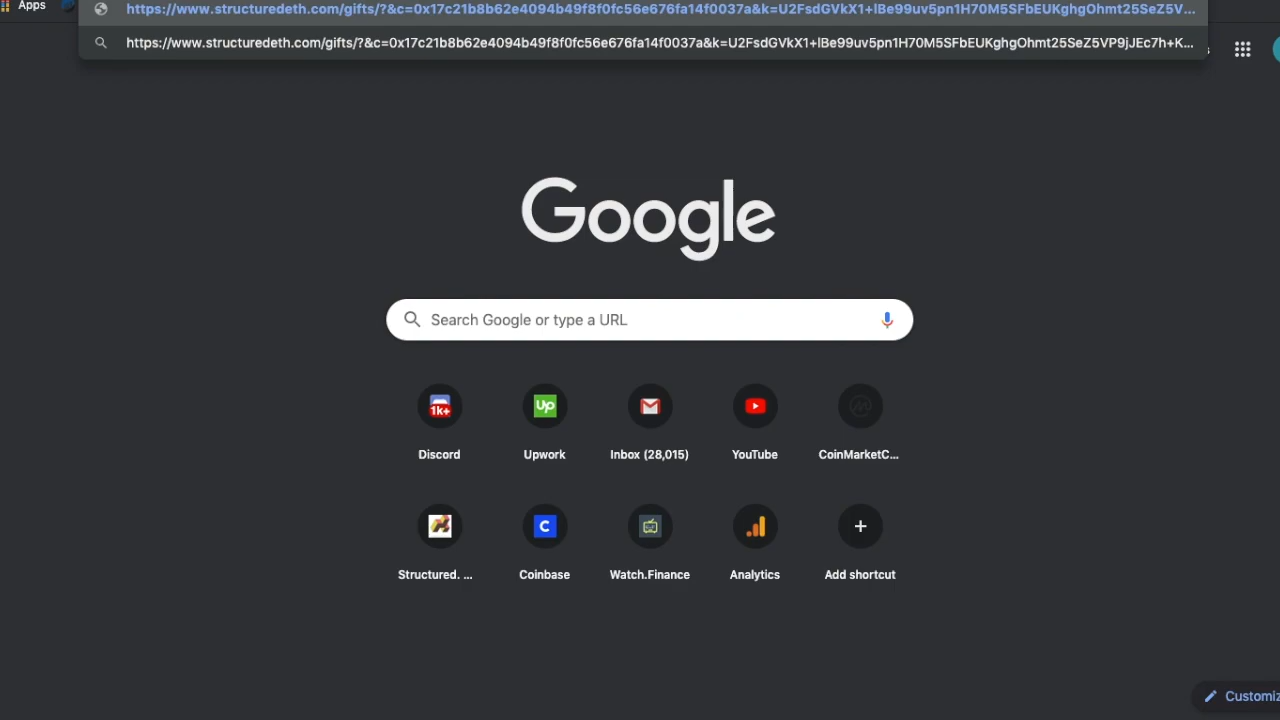 Apps
https://www.structuredeth.com/gifts/?&c=0x17c21b8b62e4094b49f8f0fc56e676fa14f0037a&k=U2FsdGVkX1+lBe99uv5pn1H70M5SFbEUKghgOhmt25SeZ5V...
https://www.structuredeth.com/gifts/?&c=0x17c21b8b62e4094b49f8f0fc56e676fa14f0037a&k=U2FsdGVkX1+lBe99uv5pn1H70M5SFbEUKghgOhmt25SeZ5VP9jJEc7h+K...
Google
Search Google or type a URL
1k+
Up
Discord
Upwork
Inbox (28,015)
YouTube
CoinMarketC...
C
Structured. ...
Coinbase
Watch.Finance
Analytics
Add shortcut
Customiz